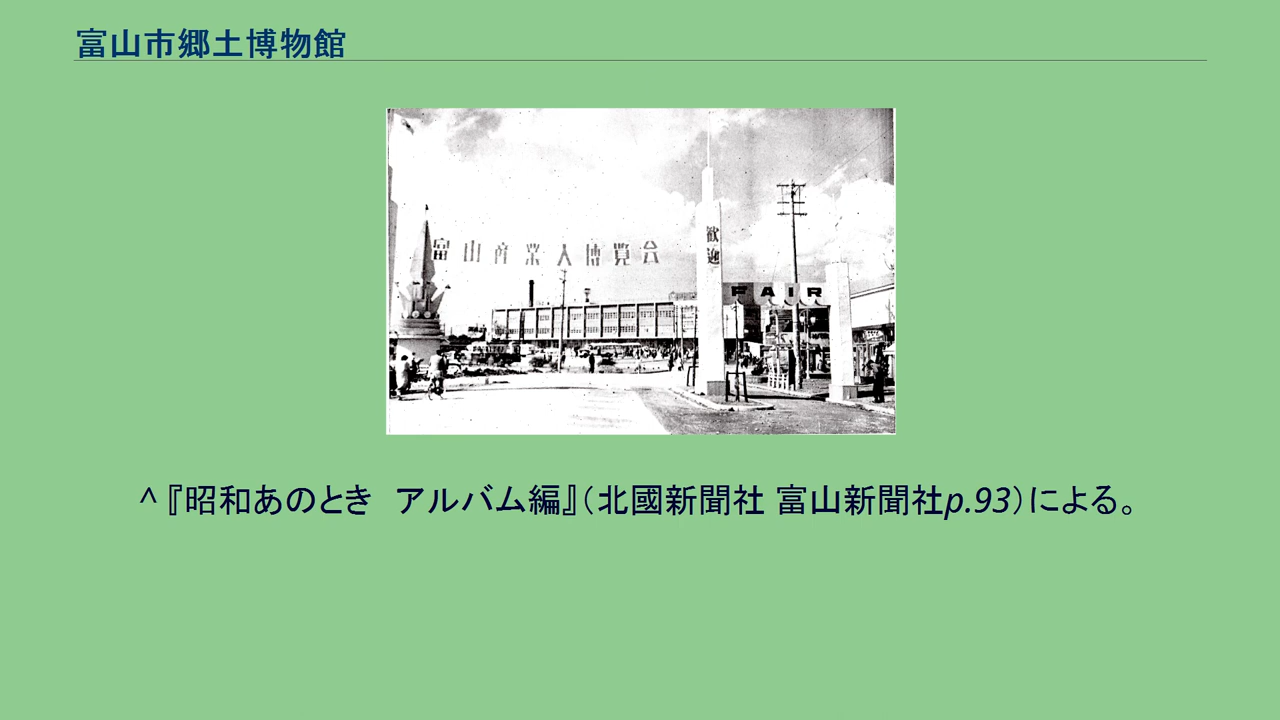 富山市郷土博物館
富山産業大博覧会
歓迎
FAIR
^『昭和あのとき　アルバム編』（北國新聞社 富山新聞社p.93）による。